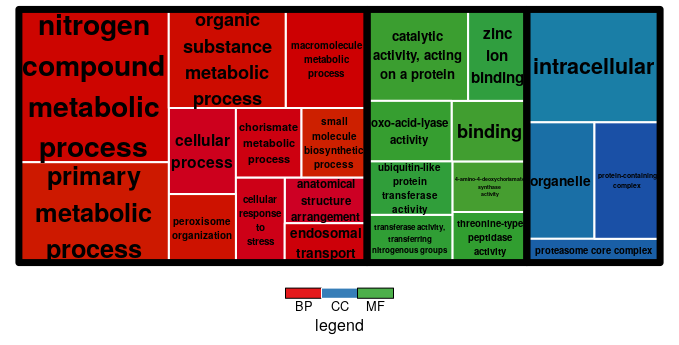 nitrogen
compound
metabolic
process
primary
metabolic
process
organic
substance
metabolic
process
macromolecule
metabolic
process
cellular
process
chorismate
metabolic
process
small
molecule
biosynthetic
process
peroxisome
organization
cellular
response
to
stress
anatomical
structure
arrangement
endosomal
transport
catalytic
activity, acting
on a protein
zinc
ion
binding
oxo-acid-lyase
activity
binding
ubiquitin-like
protein
transferase
activity
4-amino-4-deoxychorismate
synthase
activity
transferase activity,
transferring
nitrogenous groups
threonine-type
peptidase
activity
intracellular
organelle
protein-containing
complex
proteasome core complex
BP CC MF
legend